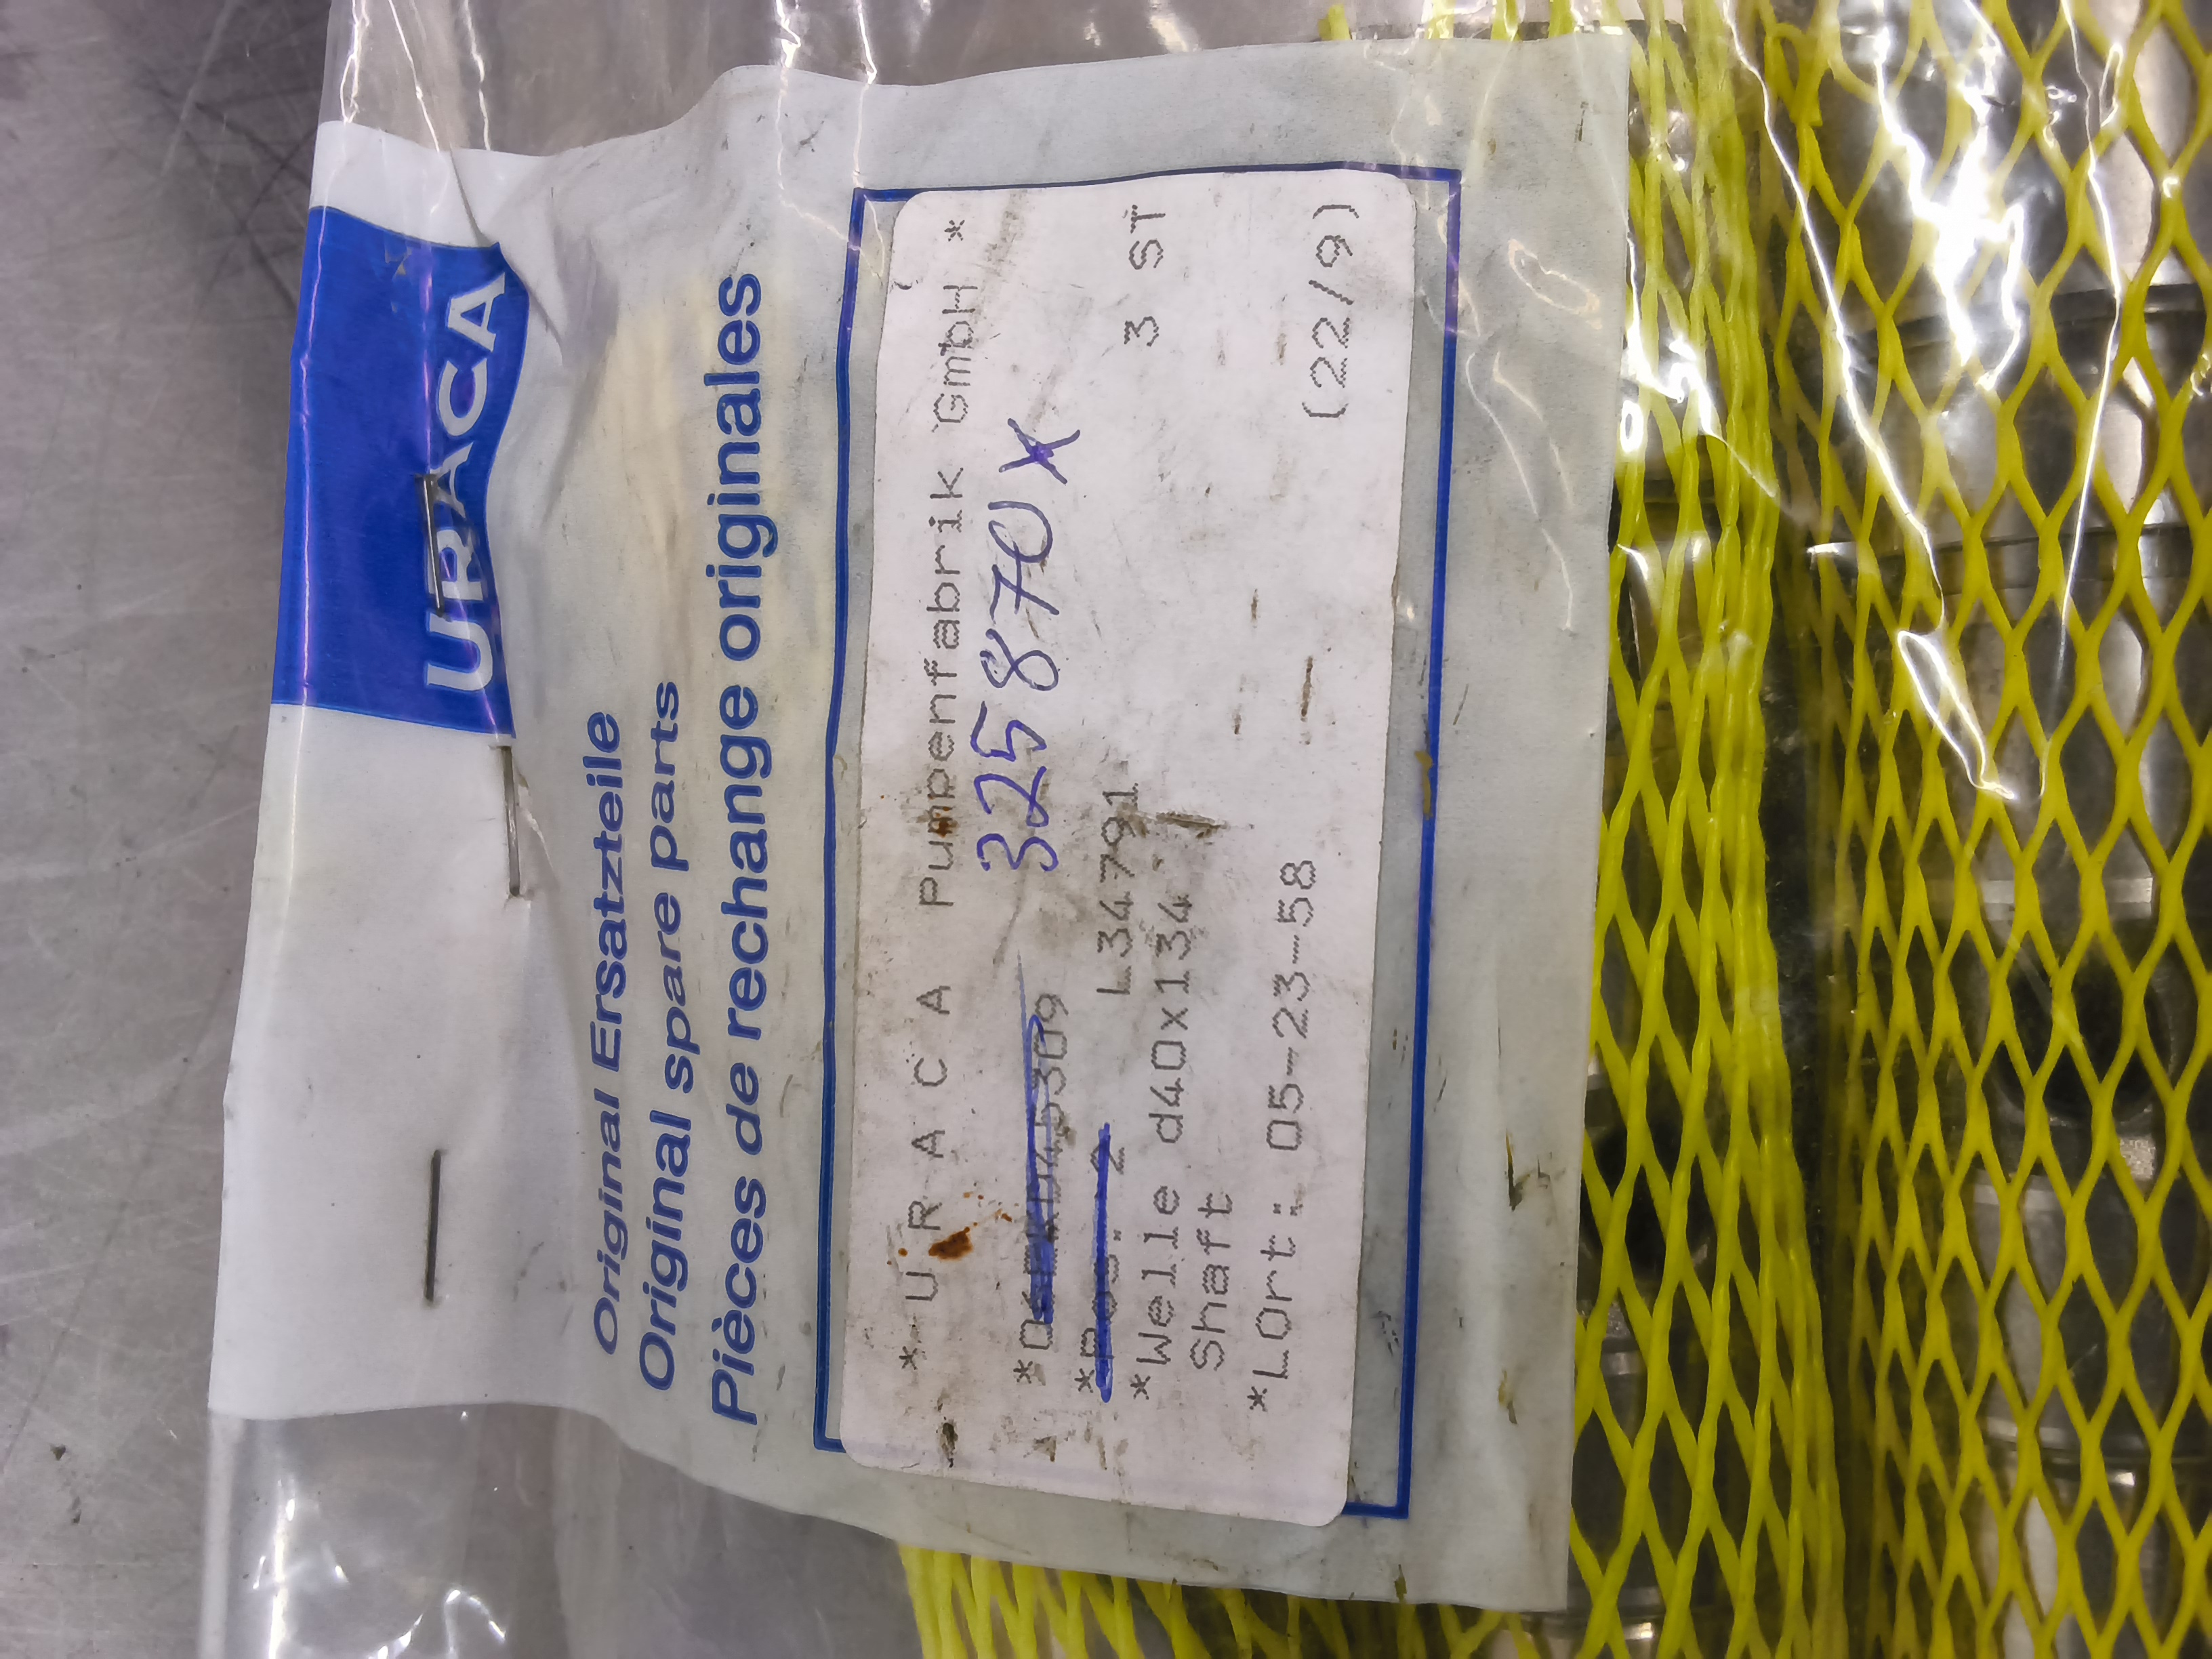 URACA
Original Ersatzteile
Original spare parts
Pièces de rechange originales
* U R A C A Pumpenfabrik GmbH *
325870X
L34791 3 ST
*Welle d40x134
Shaft
*LOrt: 05-23-58 (22/9)